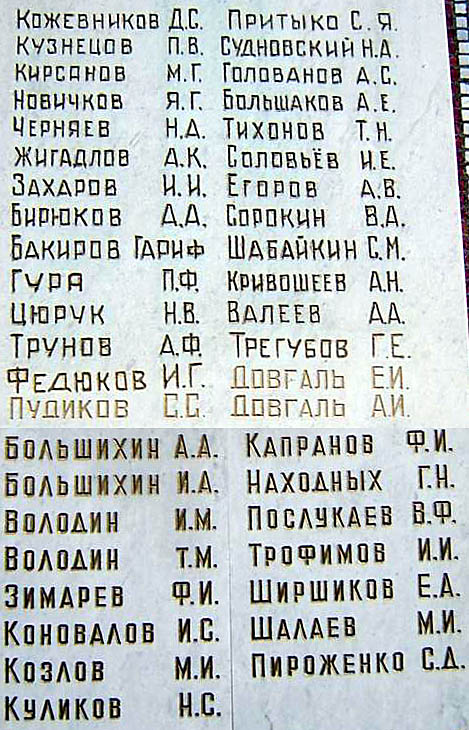 Кожевников Д.С.
Кузнецов П.В.
Кирсанов М.Г.
Новичков Я.Г.
Черняев Н.Д.
Жигадлов Д.К.
Захаров И.И.
Бирюков Д.Д.
Бакиров Гариф
Гуря П.Ф.
Цюрук Н.В.
Трунов Д.Ф.
Федюков И.Г.
Пудиков С.С.
Притыко С.Я.
Судновский Н.А.
Голованов А.С.
Большаков А.Е.
Тихонов Т.Н.
Соловьёв И.Е.
Егоров А.В.
Сорокин В.А.
Шабайкин С.М.
Кривошеев А.Н.
Валеев А.А.
Трегубов Г.Е.
Довгаль Е.И.
Довгаль А.И.
Большихин А.А.
Большихин И.А.
Володин И.М.
Володин Т.М.
Зимарев Ф.И.
Коновалов И.С.
Козлов М.И.
Куликов Н.С.
Капранов Ф.И.
Находных Г.Н.
Послукаев В.Ф.
Трофимов И.И.
Ширшиков Е.А.
Шалаев М.И.
Пироженко С.Д.